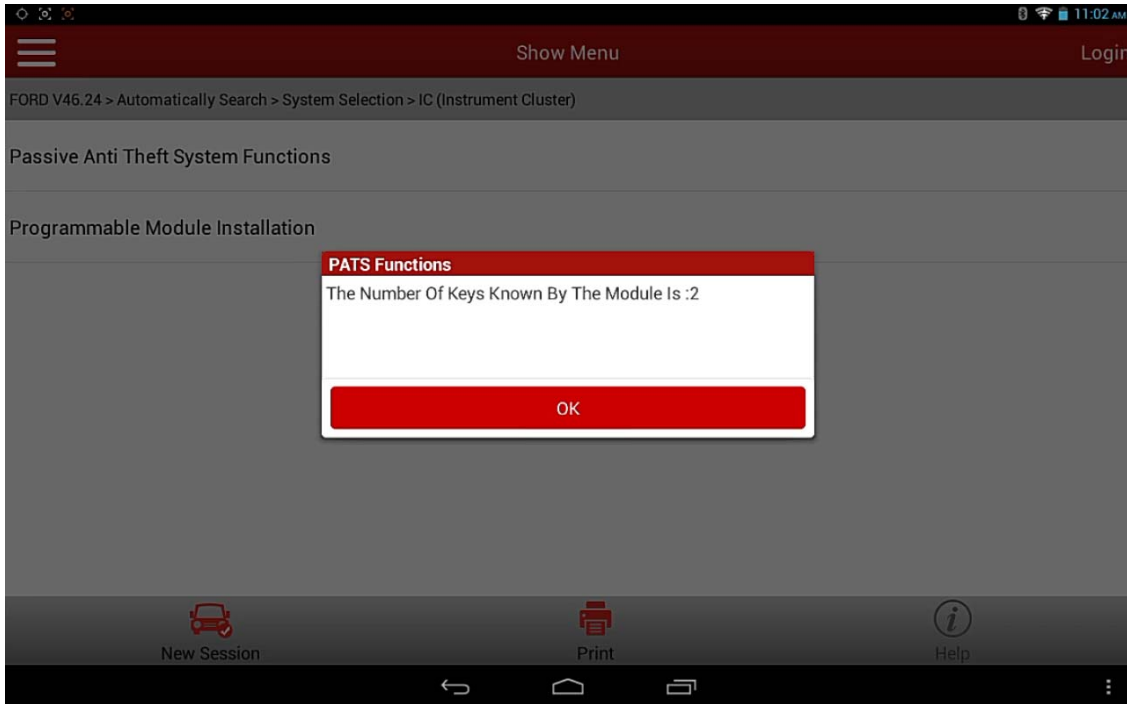 11:02 AM
Show Menu
Login
FORD V46.24 > Automatically Search > System Selection > IC (Instrument Cluster)
Passive Anti Theft System Functions
Programmable Module Installation
PATS Functions
The Number Of Keys Known By The Module Is :2
OK
New Session
Print
Help